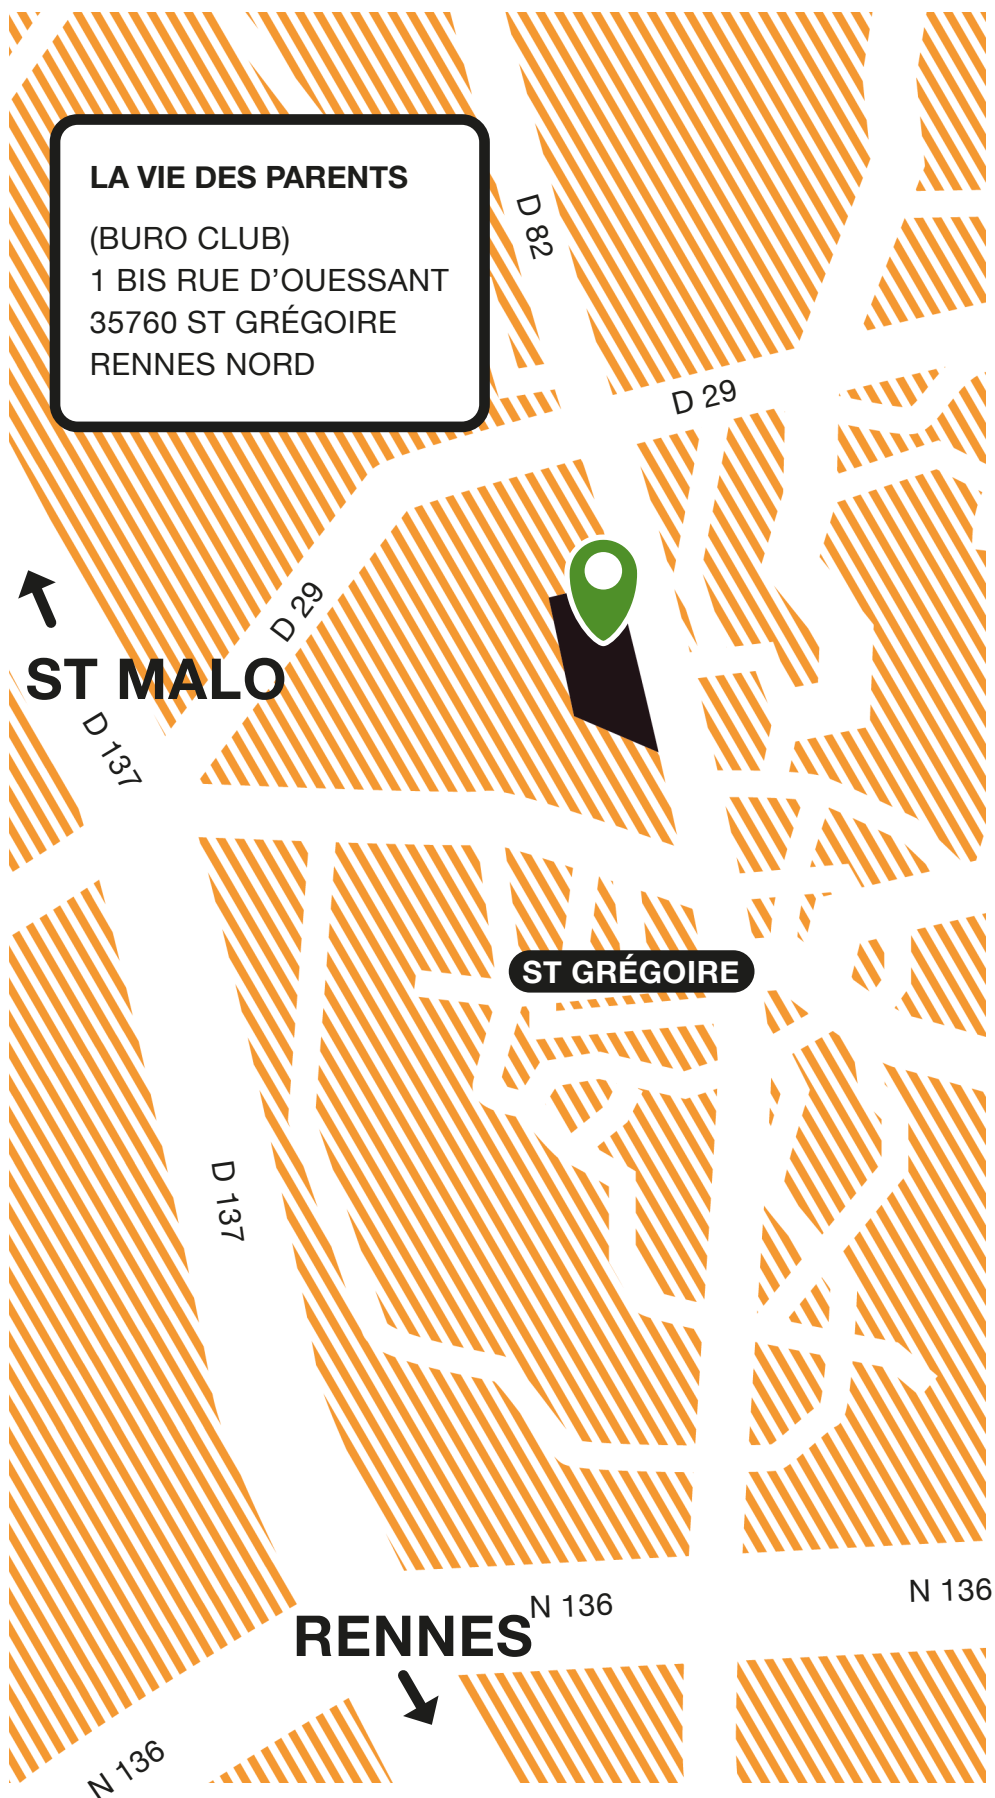 LA VIE DES PARENTS
(BURO CLUB)
1 BIS RUE D’OUESSANT
35760 ST GRÉGOIRE
RENNES NORD
D 82
D 29
D 29
ST MALO
D 137
ST GRÉGOIRE
D 137
N 136
N 136
RENNES
N 136